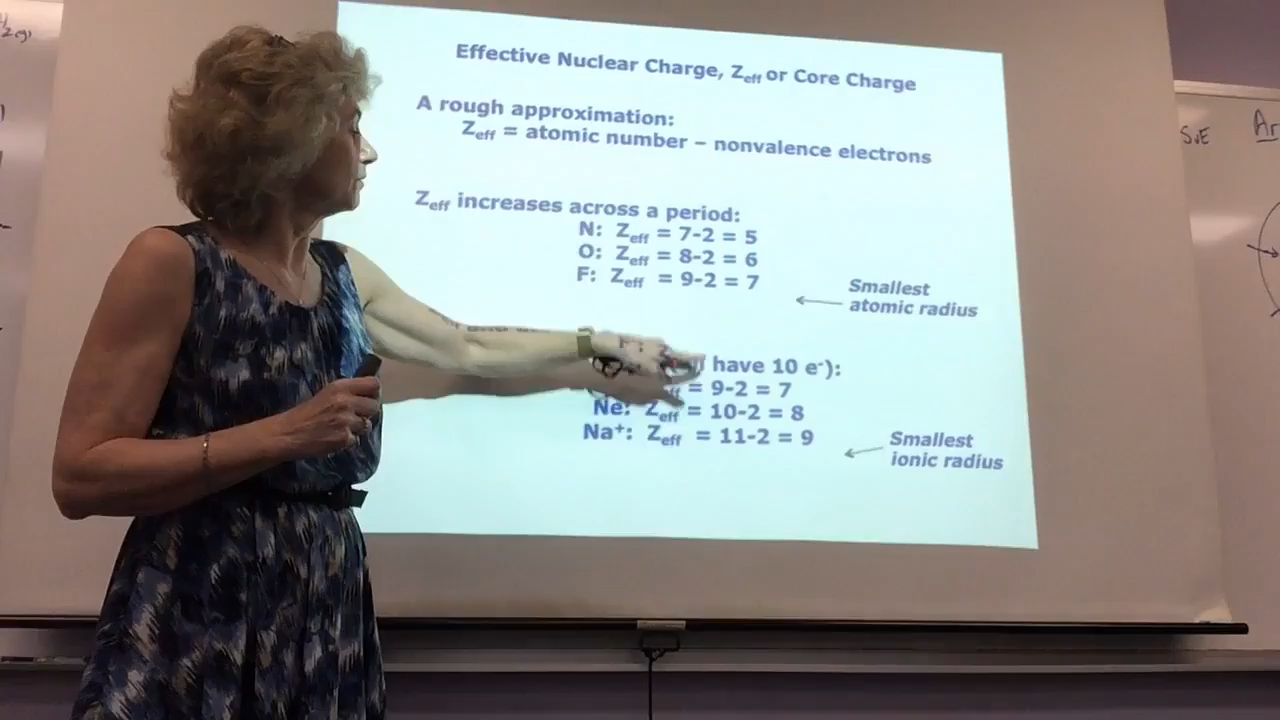 Effective Nuclear Charge, Zeff or Core Charge
A rough approximation:
Zeff = atomic number – nonvalence electrons
Zeff increases across a period:
N: Zeff = 7-2 = 5
O: Zeff = 8-2 = 6
F: Zeff = 9-2 = 7
Smallest
atomic radius
have 10 e-):
= 9-2 = 7
Ne: Zeff = 10-2 = 8
Na+: Zeff = 11-2 = 9
Smallest
ionic radius
SvE